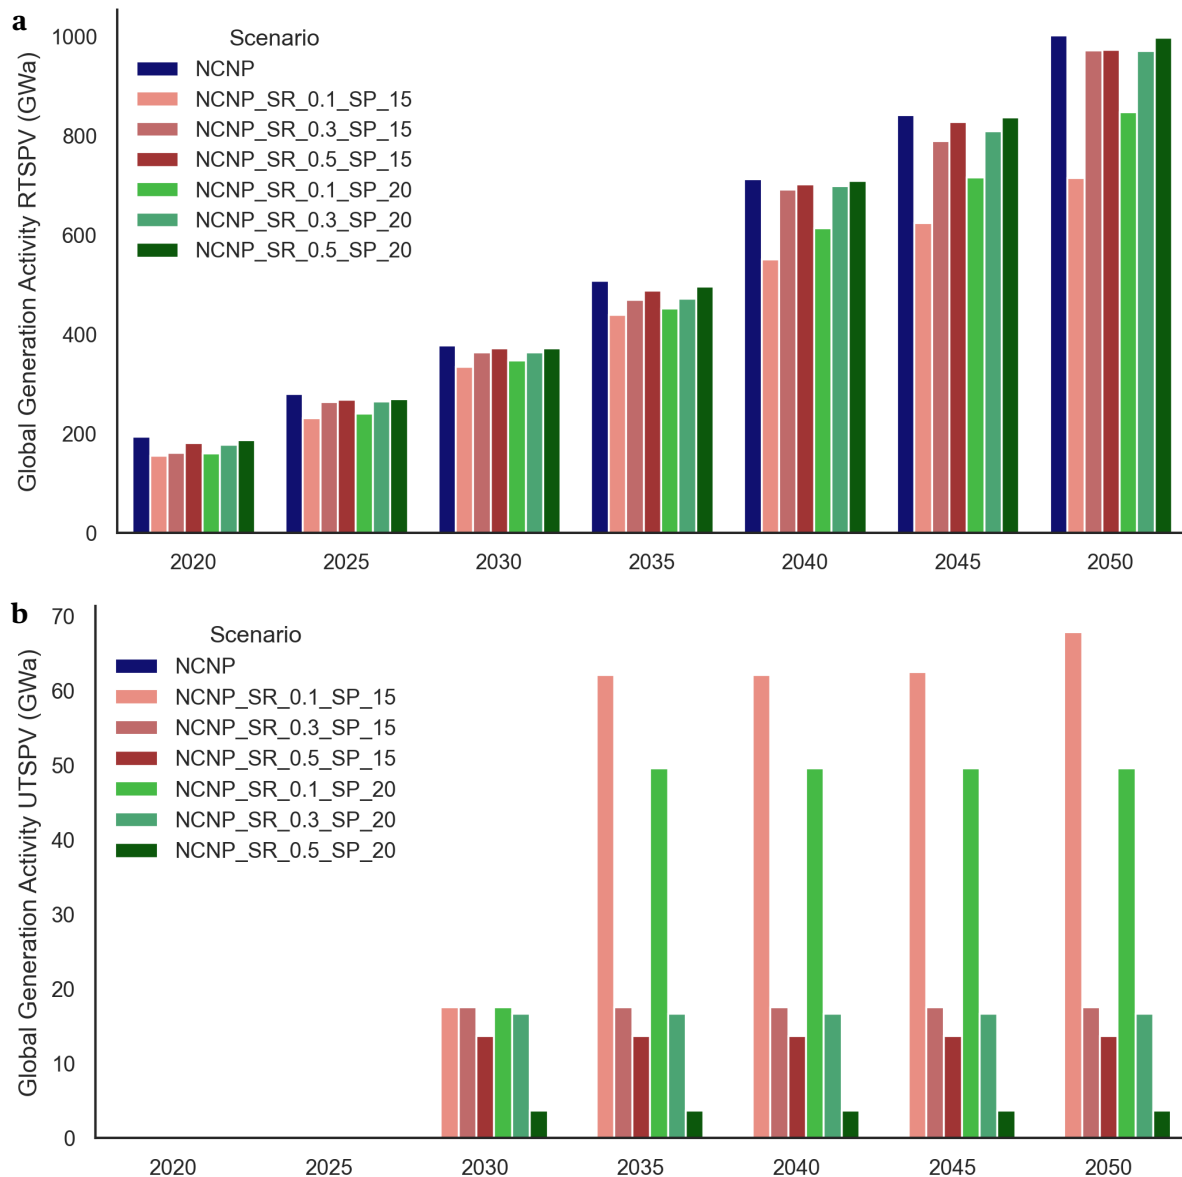 a
Global Generation Activity RTSPV (GWa)
1000
800
600
400
200
0
Scenario
NCNP
NCNP_SR_0.1_SP_15
NCNP_SR_0.3_SP_15
NCNP_SR_0.5_SP_15
NCNP_SR_0.1_SP_20
NCNP_SR_0.3_SP_20
NCNP_SR_0.5_SP_20
2020 2025 2030 2035 2040 2045 2050
b
Global Generation Activity UTSPV (GWa)
70
60
50
40
30
20
10
0
Scenario
NCNP
NCNP_SR_0.1_SP_15
NCNP_SR_0.3_SP_15
NCNP_SR_0.5_SP_15
NCNP_SR_0.1_SP_20
NCNP_SR_0.3_SP_20
NCNP_SR_0.5_SP_20
2020 2025 2030 2035 2040 2045 2050